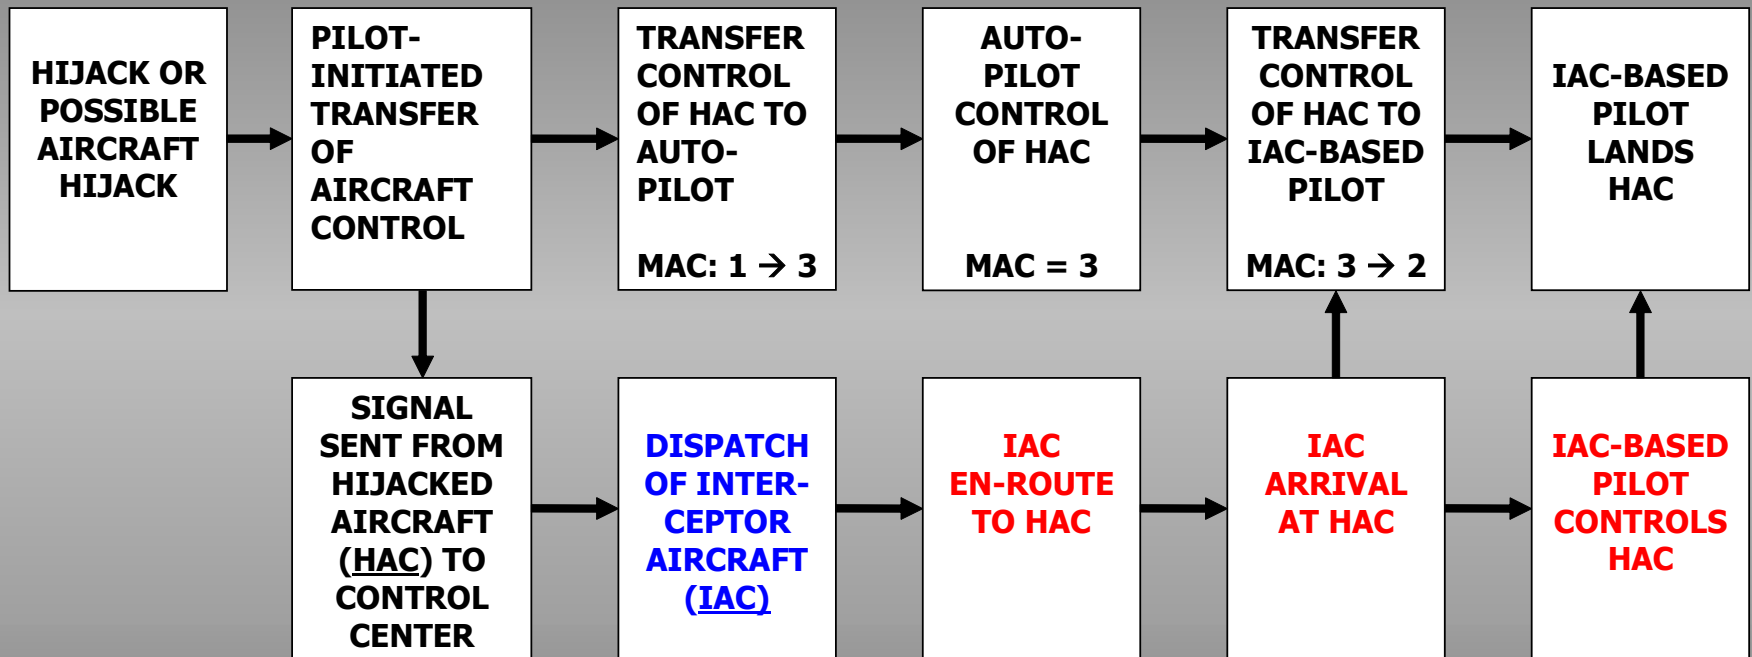 HIJACK OR
POSSIBLE
AIRCRAFT
HIJACK
PILOT-
INITIATED
TRANSFER
OF
AIRCRAFT
CONTROL
TRANSFER
CONTROL
OF HAC TO
AUTO-
PILOT
MAC: 1 → 3
AUTO-
PILOT
CONTROL
OF HAC
MAC = 3
TRANSFER
CONTROL
OF HAC TO
IAC-BASED
PILOT
MAC: 3 → 2
IAC-BASED
PILOT
LANDS
HAC
SIGNAL
SENT FROM
HIJACKED
AIRCRAFT
(HAC) TO
CONTROL
CENTER
DISPATCH
OF INTER-
CEPTOR
AIRCRAFT
(IAC)
IAC
EN-ROUTE
TO HAC
IAC
ARRIVAL
AT HAC
IAC-BASED
PILOT
CONTROLS
HAC